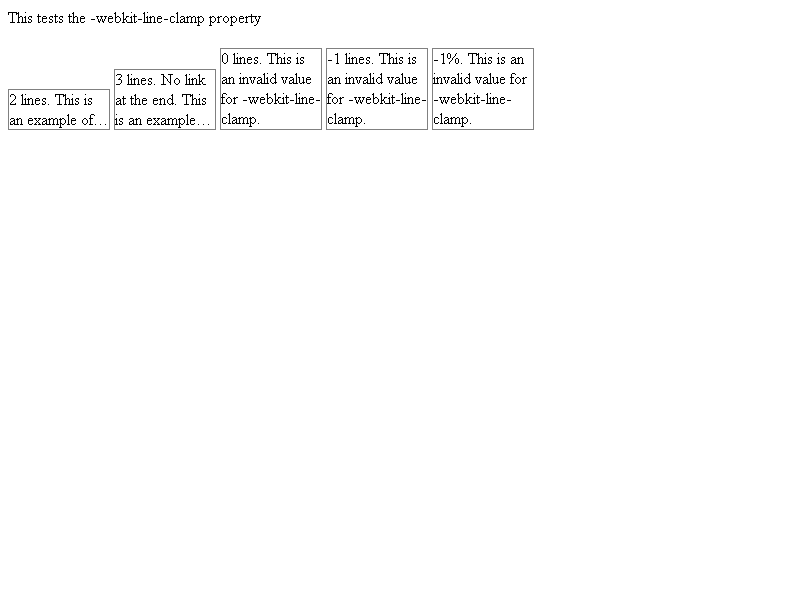 This tests the -webkit-line-clamp property
2 lines. This is
an example of…
3 lines. No link
at the end. This
is an example…
0 lines. This is
an invalid value
for -webkit-line-
clamp.
-1 lines. This is
an invalid value
for -webkit-line-
clamp.
-1%. This is an
invalid value for
-webkit-line-
clamp.